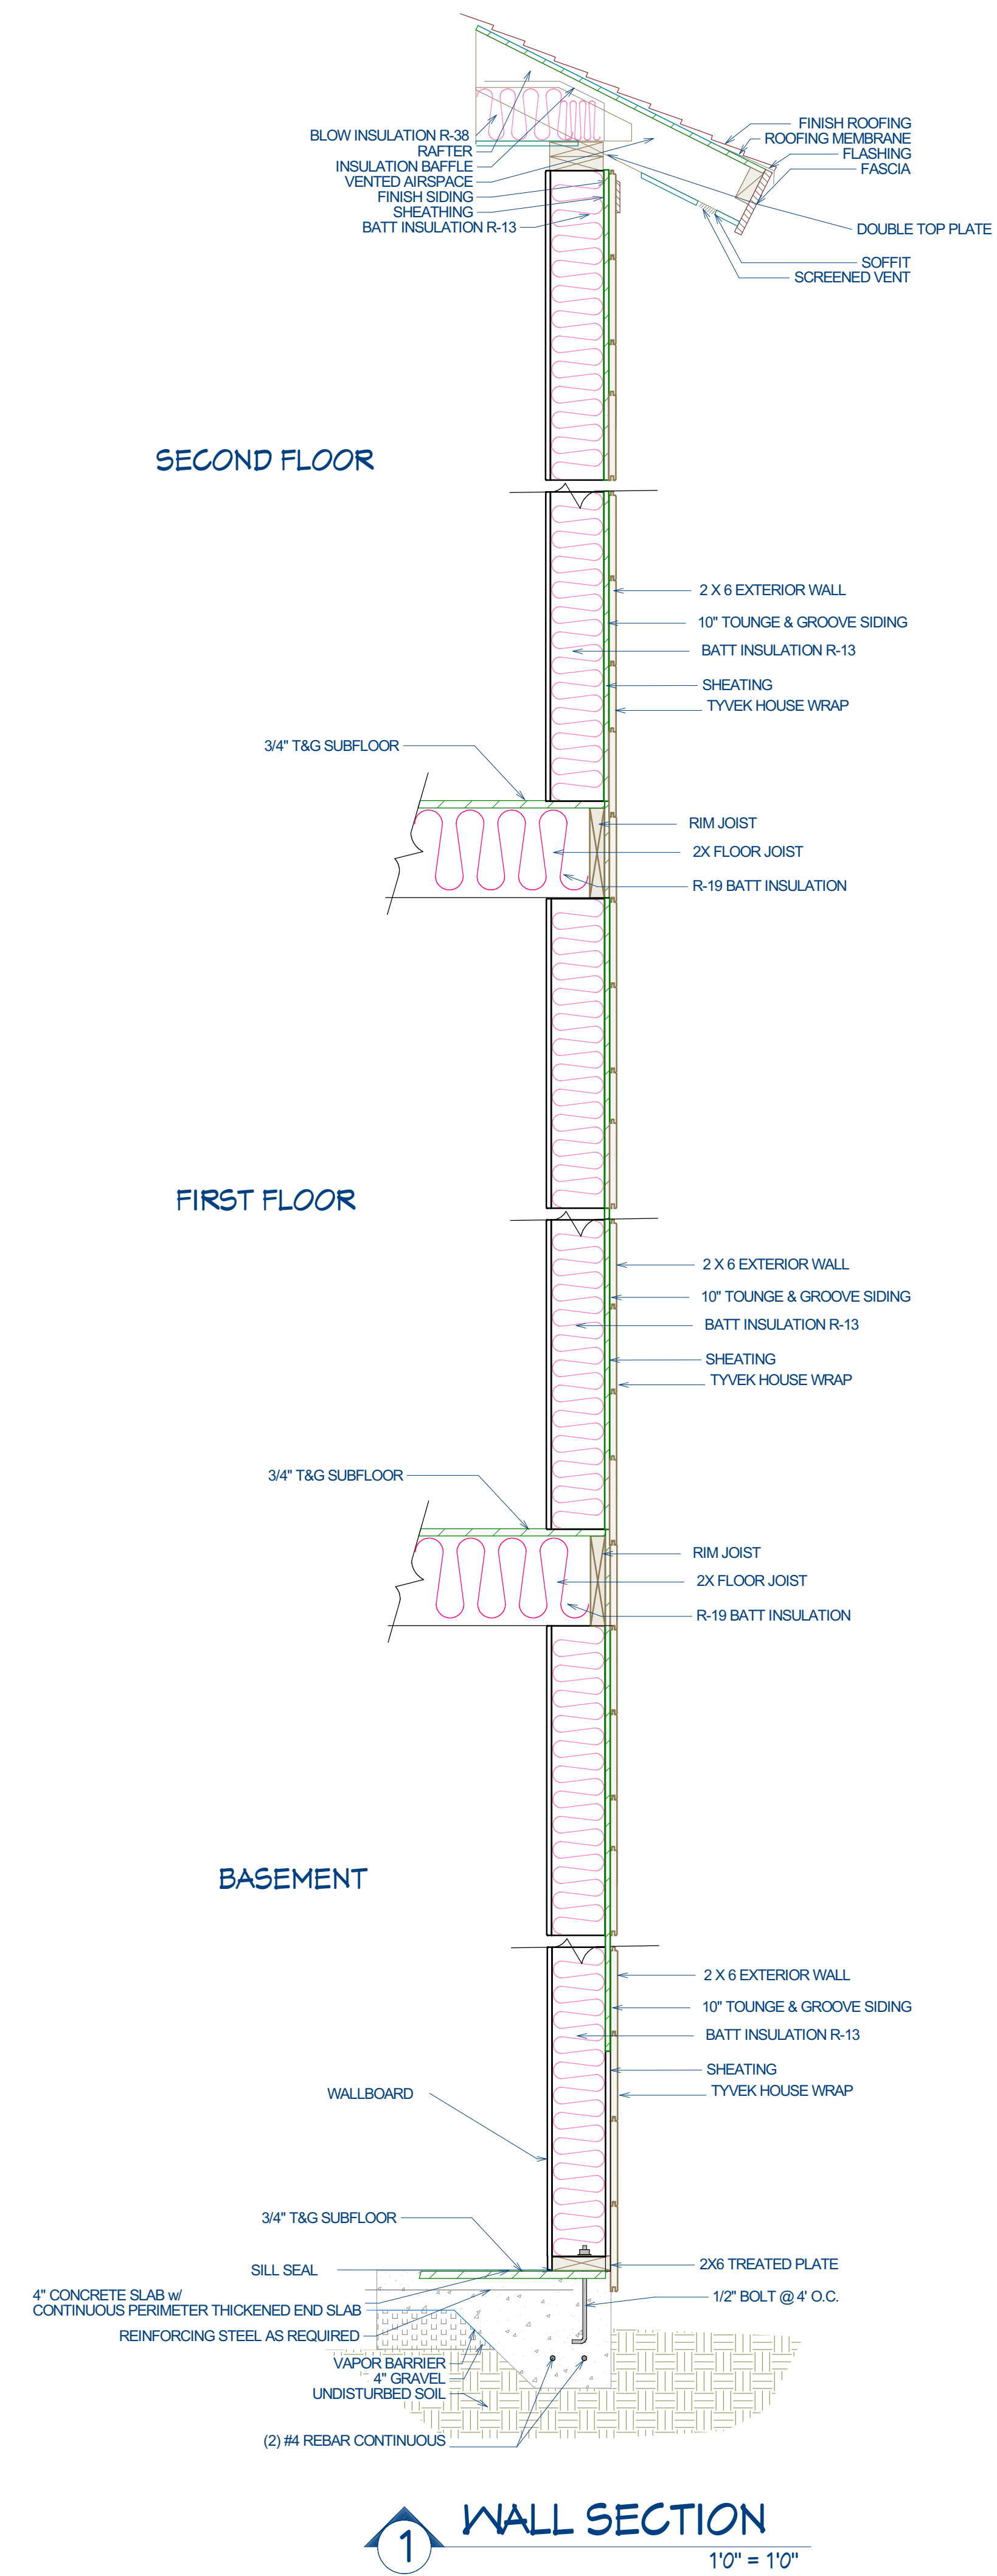 BLOW INSULATION R-38
RAFTER
INSULATION BAFFLE
VENTED AIRSPACE
FINISH SIDING
SHEATHING
BATT INSULATION R-13
FINISH ROOFING
ROOFING MEMBRANE
FLASHING
FASCIA
DOUBLE TOP PLATE
SOFFIT
SCREENED VENT
SECOND FLOOR
2 X 6 EXTERIOR WALL
10" TOUNGE & GROOVE SIDING
BATT INSULATION R-13
SHEATING
TYVEK HOUSE WRAP
3/4" T&G SUBFLOOR
RIM JOIST
2X FLOOR JOIST
R-19 BATT INSULATION
FIRST FLOOR
2 X 6 EXTERIOR WALL
10" TOUNGE & GROOVE SIDING
BATT INSULATION R-13
SHEATING
TYVEK HOUSE WRAP
3/4" T&G SUBFLOOR
RIM JOIST
2X FLOOR JOIST
R-19 BATT INSULATION
BASEMENT
2 X 6 EXTERIOR WALL
10" TOUNGE & GROOVE SIDING
BATT INSULATION R-13
SHEATING
TYVEK HOUSE WRAP
WALLBOARD
3/4" T&G SUBFLOOR
SILL SEAL
4" CONCRETE SLAB w/
CONTINUOUS PERIMETER THICKENED END SLAB
REINFORCING STEEL AS REQUIRED
VAPOR BARRIER
4" GRAVEL
UNDISTURBED SOIL
(2) #4 REBAR CONTINUOUS
2X6 TREATED PLATE
1/2" BOLT @ 4' O.C.
1
WALL SECTION
1'0" = 1'0"